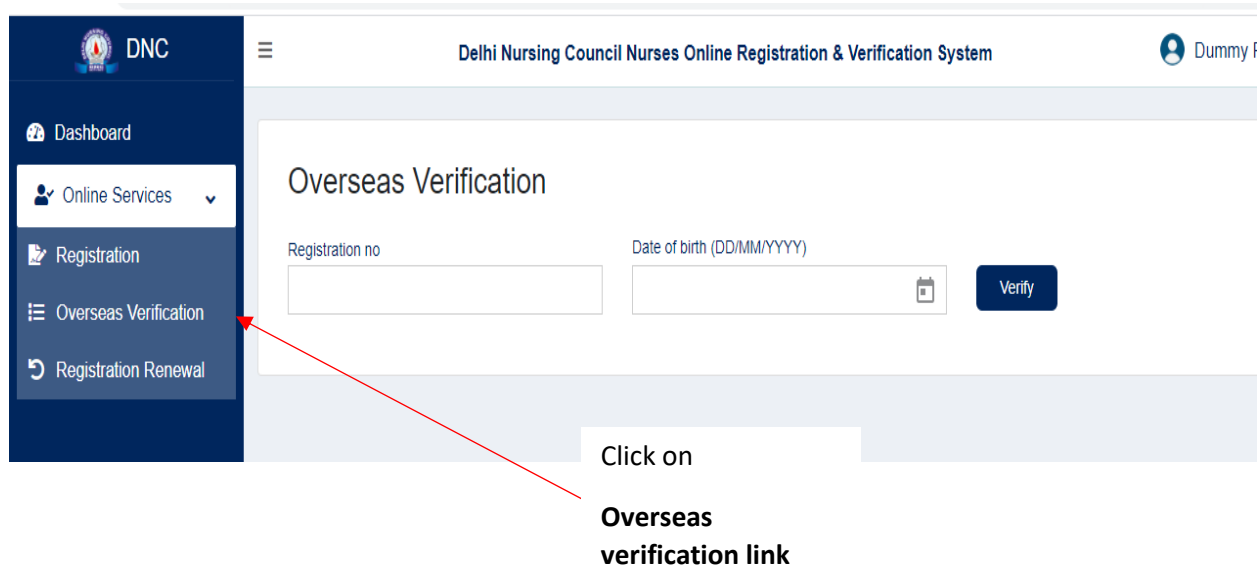 DNC
Delhi Nursing Council Nurses Online Registration & Verification System
Dummy
Dashboard
Online Services
Registration
Overseas Verification
Registration Renewal
Overseas Verification
Registration no
Date of birth (DD/MM/YYYY)
Verify
Click on
Overseas
verification link